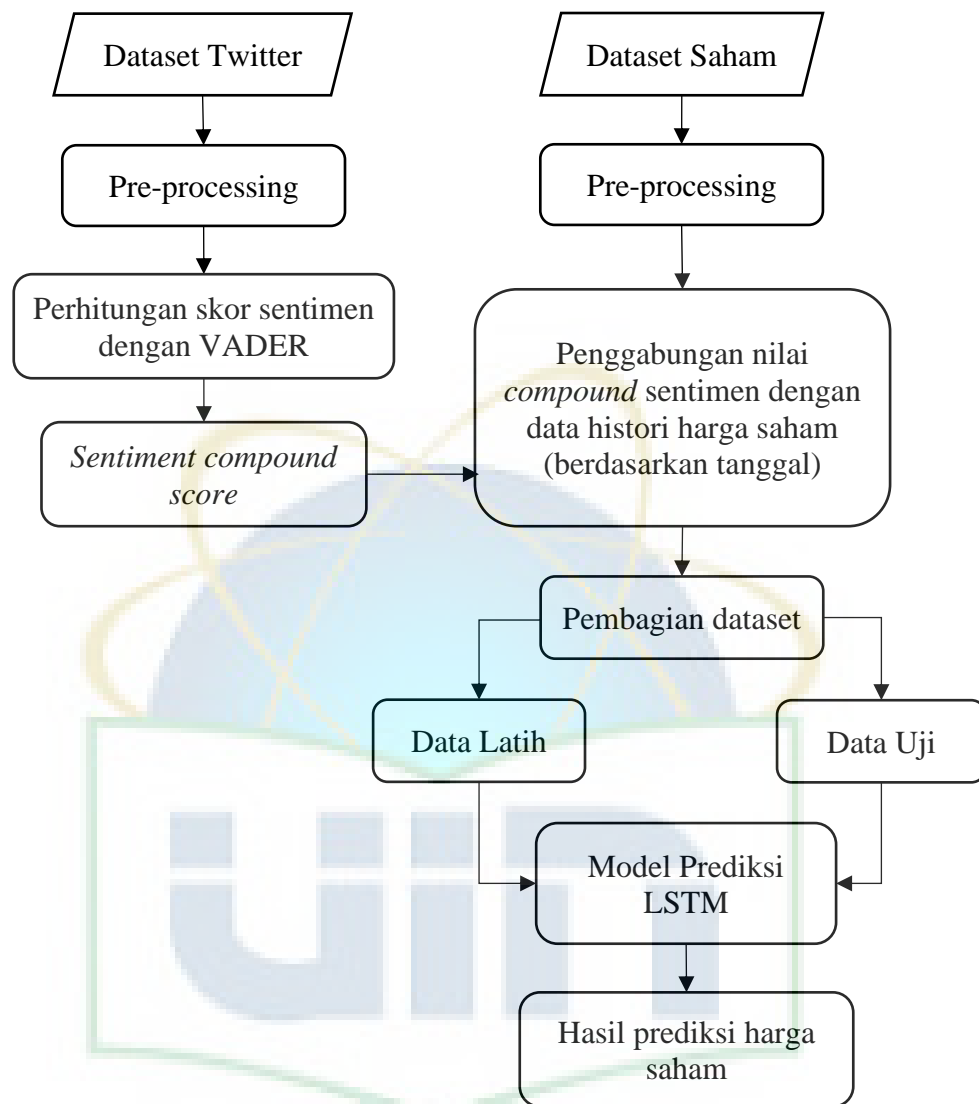 Dataset Twitter
Dataset Saham
Pre-processing
Pre-processing
Perhitungan skor sentimen
dengan VADER
Penggabungan nilai
compound sentimen dengan
data histori harga saham
(berdasarkan tanggal)
Sentiment compound
score
Pembagian dataset
Data Latih
Data Uji
Model Prediksi
LSTM
Hasil prediksi harga
saham
uin